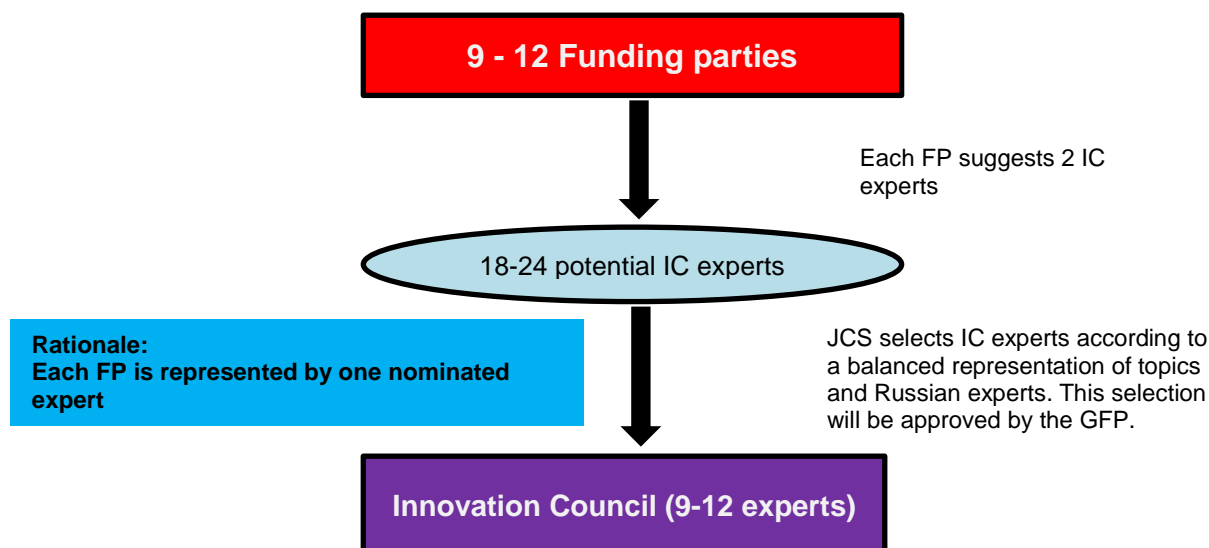 9 - 12 Funding parties
Each FP suggests 2 IC
experts
18-24 potential IC experts
Rationale:
Each FP is represented by one nominated
expert
JCS selects IC experts according to
a balanced representation of topics
and Russian experts. This selection
will be approved by the GFP.
Innovation Council (9-12 experts)